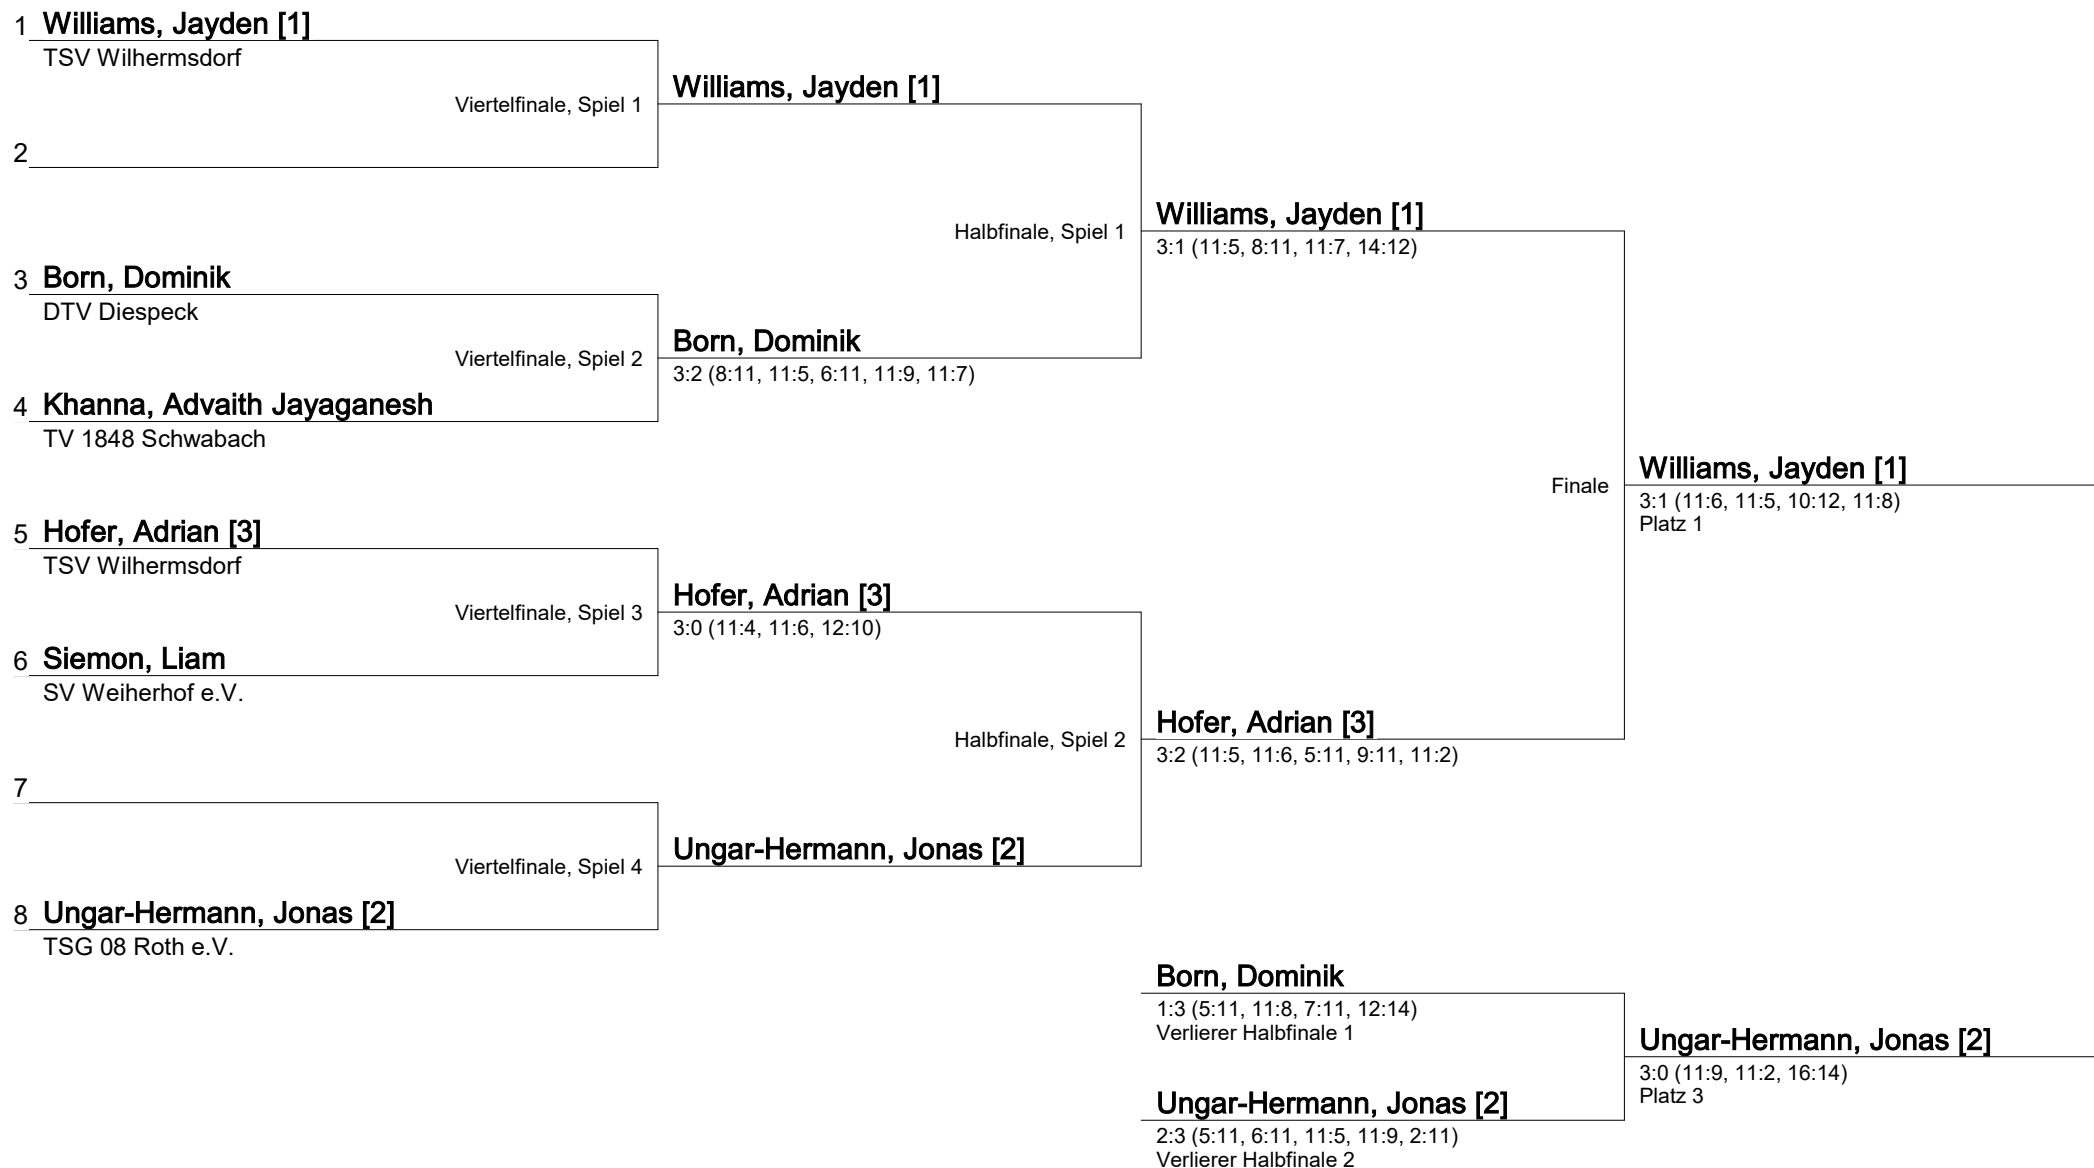 1 Williams, Jayden [1]
TSV Wilhermsdorf
Viertelfinale, Spiel 1
Williams, Jayden [1]
2
Halbfinale, Spiel 1
Williams, Jayden [1]
3:1 (11:5, 8:11, 11:7, 14:12)
3 Born, Dominik
DTV Diespeck
Viertelfinale, Spiel 2
Born, Dominik
3:2 (8:11, 11:5, 6:11, 11:9, 11:7)
4 Khanna, Advaith Jayaganesh
TV 1848 Schwabach
Finale
Williams, Jayden [1]
3:1 (11:6, 11:5, 10:12, 11:8)
Platz 1
5 Hofer, Adrian [3]
TSV Wilhermsdorf
Viertelfinale, Spiel 3
Hofer, Adrian [3]
3:0 (11:4, 11:6, 12:10)
6 Siemon, Liam
SV Weiherhof e.V.
Halbfinale, Spiel 2
Hofer, Adrian [3]
3:2 (11:5, 11:6, 5:11, 9:11, 11:2)
7
Viertelfinale, Spiel 4
Ungar-Hermann, Jonas [2]
8 Ungar-Hermann, Jonas [2]
TSG 08 Roth e.V.
Born, Dominik
1:3 (5:11, 11:8, 7:11, 12:14)
Verlierer Halbfinale 1
Ungar-Hermann, Jonas [2]
3:0 (11:9, 11:2, 16:14)
Platz 3
Ungar-Hermann, Jonas [2]
2:3 (5:11, 6:11, 11:5, 11:9, 2:11)
Verlierer Halbfinale 2